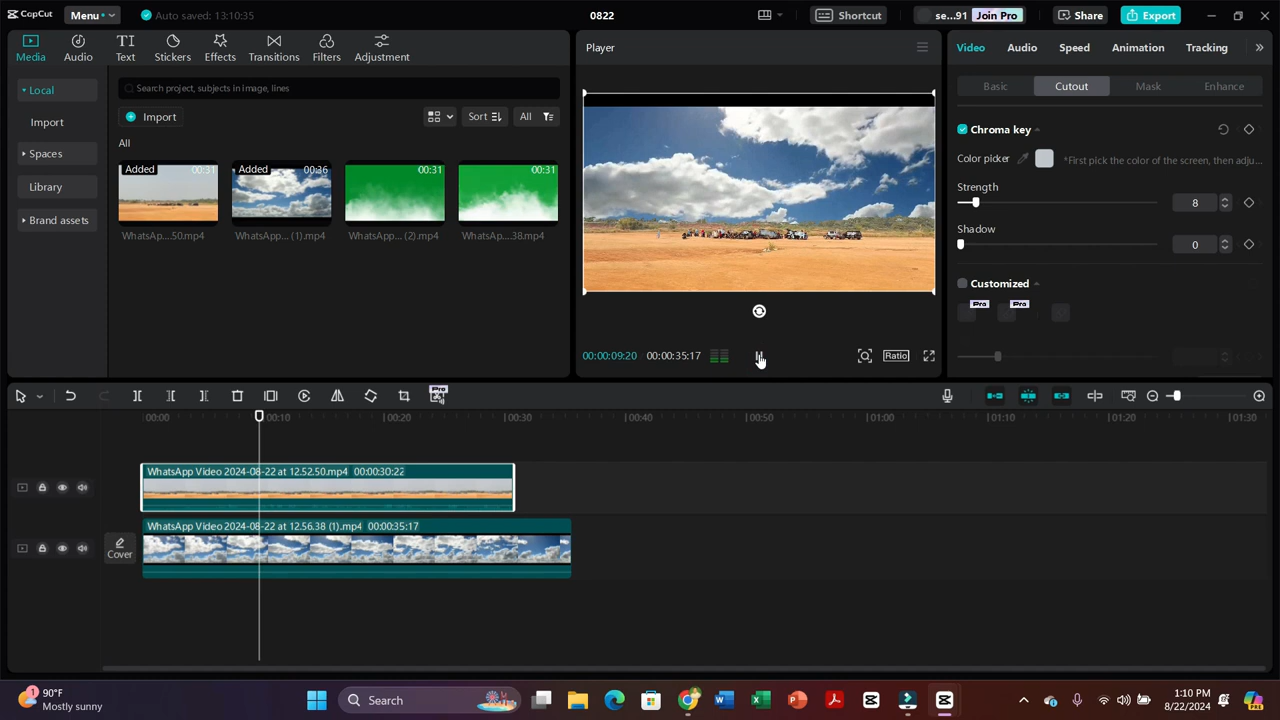 CapCut
Menu
Auto saved: 13:10:35
0822
Shortcut
se...91
Join Pro
Share
Export
Media
Audio
Text
Stickers
Effects
Transitions
Filters
Adjustment
Local
Import
Spaces
Library
Brand assets
Search project, subjects in image, lines
Import
Sort
All
All
Added
00:31
Added
00:36
00:31
00:31
WhatsAp....50.mp4
WhatsAp... (1).mp4
WhatsAp... (2).mp4
WhatsAp....38.mp4
Player
00:00:09:20
00:00:35:17
Ratio
Video
Audio
Speed
Animation
Tracking
Basic
Cutout
Mask
Enhance
Chroma key
Color picker
*First pick the color of the screen, then adju...
Strength
8
Shadow
0
Customized
Pro
Pro
Pro
00:00
00:10
00:20
00:30
00:40
00:50
01:00
01:10
01:20
01:30
WhatsApp Video 2024-08-22 at 12.52.50.mp4 00:00:30:22
Cover
WhatsApp Video 2024-08-22 at 12.56.38 (1).mp4 00:00:35:17
1
90°F
Mostly sunny
Search
1:10 PM
8/22/2024